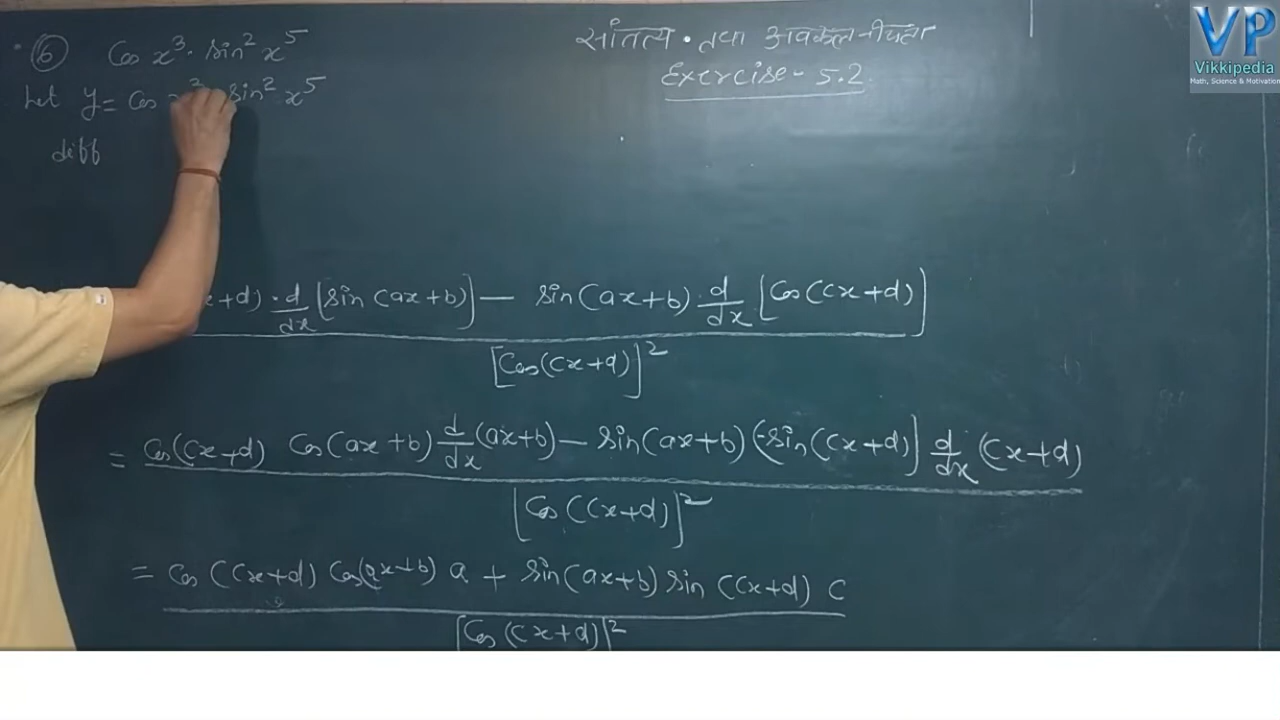 सांतत्य · तथा अवकलनीयता
Exercise - 5.2
VP
Vikkipedia
Math, Science & Motivation
(6) Cos x³ · sin² x⁵
Let y = Cos x³ · sin² x⁵
diff
x+d) · d/dx [sin (ax+b)] — sin(ax+b) · d/dx [Cos (cx+d)]
[Cos(cx+d)]²
= Cos(cx+d) Cos(ax+b) d/dx (ax+b) — sin(ax+b) (-sin(cx+d)] d/dx (cx+d)
[Cos (cx+d)]²
= Cos (cx+d) Cos(ax+b) a + sin(ax+b) sin (cx+d) c
[Cos (cx+d)]²